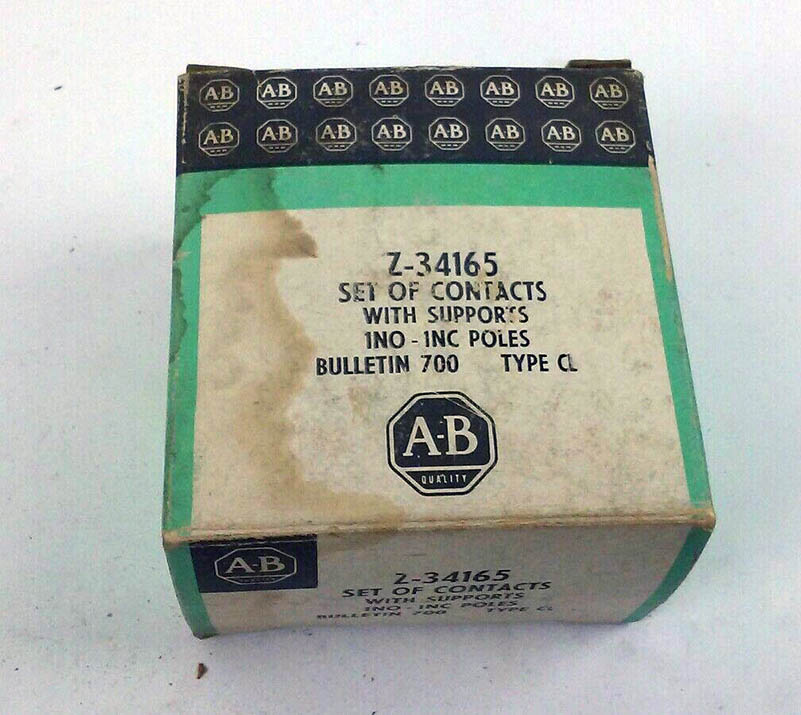 A-B A-B A-B A-B A-B A-B A-B A-B
A-B A-B A-B A-B A-B A-B A-B A-B
Z-34165
SET OF CONTACTS
WITH SUPPORTS
1NO - 1NC POLES
BULLETIN 700 TYPE CL
A-B
QUALITY
A-B
Z-34165
SET OF CONTACTS
WITH SUPPORTS
1NO - 1NC POLES
BULLETIN 700 TYPE CL